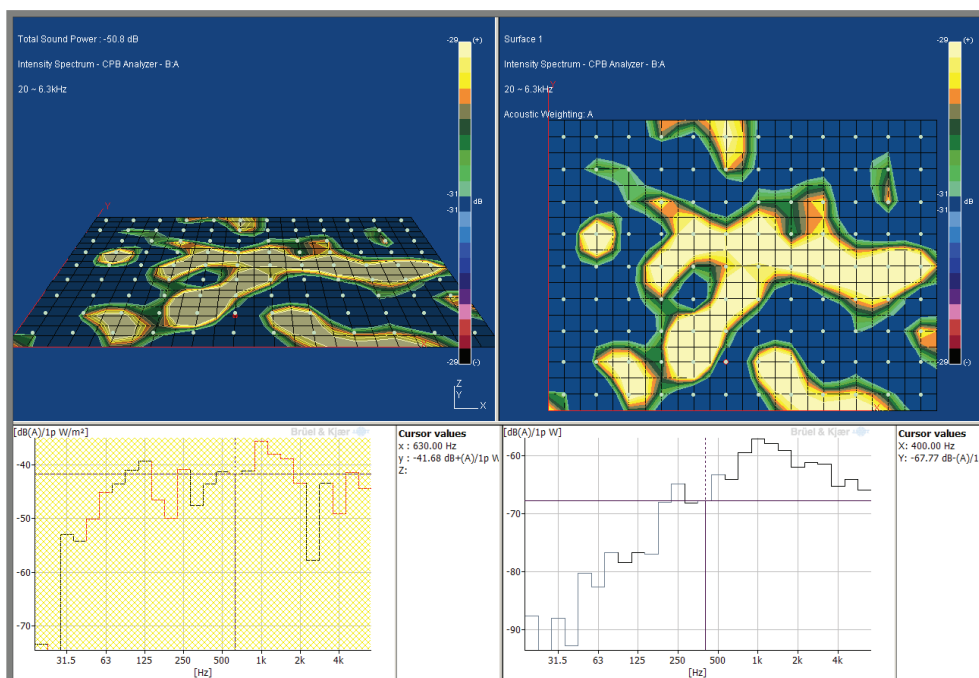 Total Sound Power : -50.8 dB
Intensity Spectrum - CPB Analyzer - B:A
20 ~ 6.3kHz
-29 (+)
-31
-31
dB
-29 (-)
Y
Z
Y
X
Surface 1
Intensity Spectrum - CPB Analyzer - B:A
20 ~ 6.3kHz
Acoustic Weighting: A
-29 (+)
-31
-31
dB
-29 (-)
X
[dB(A)/1p W/m²]
Brüel & Kjær
-40
-50
-60
-70
31.5 63 125 250 500 1k 2k 4k
[Hz]
Cursor values
x : 630.00 Hz
y : -41.68 dB+(A)/1p W
Z:
[dB(A)/1p W]
Brüel & Kjær
-60
-70
-80
-90
31.5 63 125 250 500 1k 2k 4k
[Hz]
Cursor values
X: 400.00 Hz
Y: -67.77 dB-(A)/1